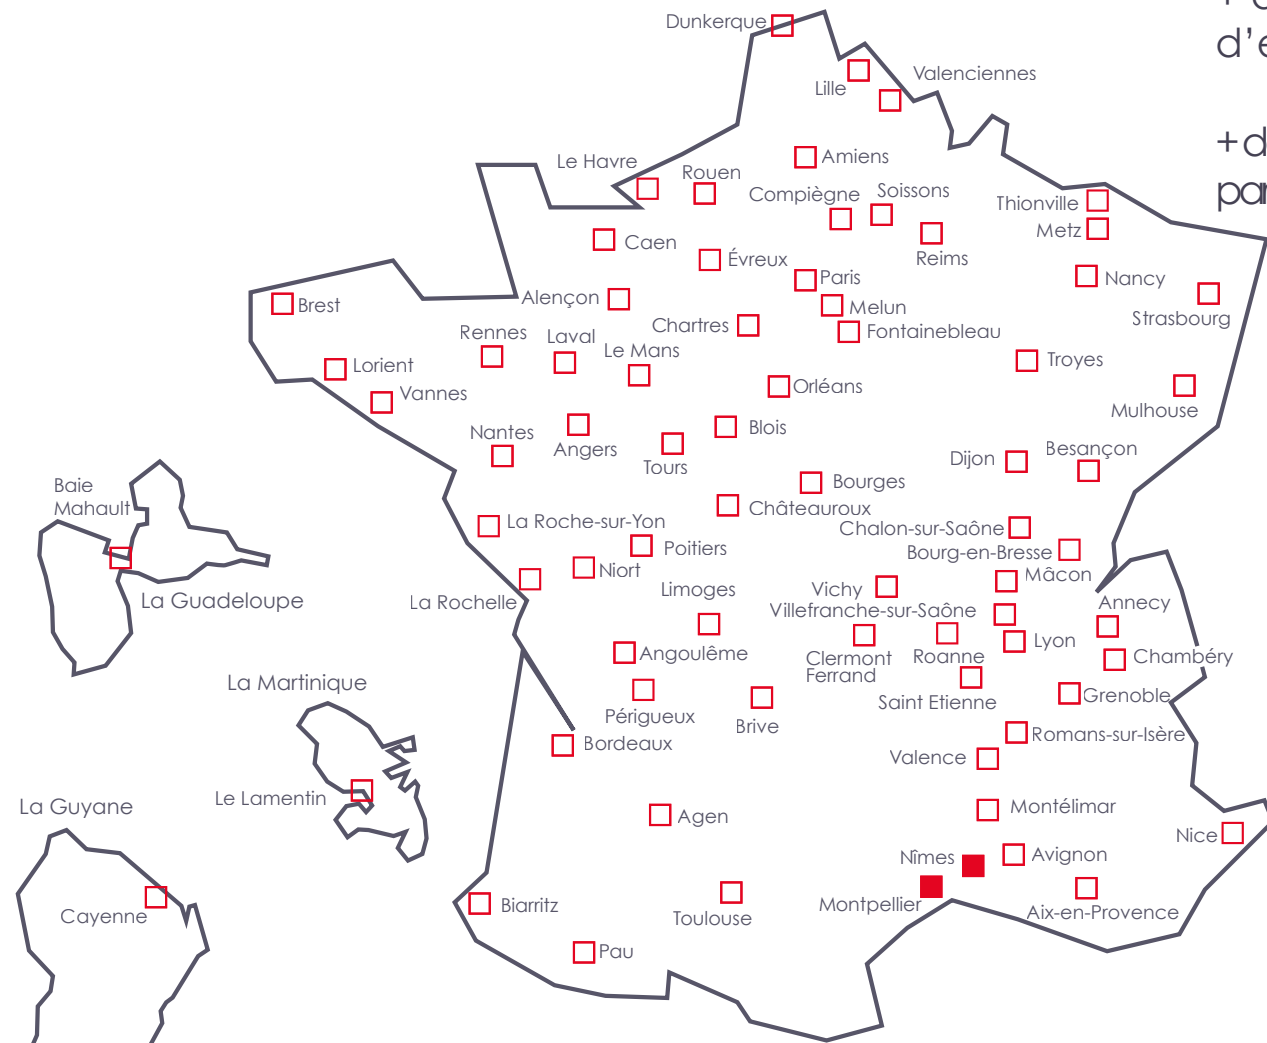 Dunkerque
d'e
Valenciennes
Lille
+d
Amiens
Le Havre
Rouen
Compiègne
Soissons
par
Thionville
Metz
Caen
Évreux
Reims
Paris
Nancy
Alençon
Brest
Melun
Strasbourg
Chartres
Fontainebleau
Rennes
Laval
Le Mans
Troyes
Lorient
Orléans
Vannes
Mulhouse
Nantes
Angers
Blois
Tours
Dijon
Besançon
Baie
Mahault
Bourges
Châteauroux
La Roche-sur-Yon
Chalon-sur-Saône
Poitiers
Bourg-en-Bresse
Niort
Mâcon
Limoges
Vichy
La Guadeloupe
La Rochelle
Villefranche-sur-Saône
Annecy
Lyon
Angoulême
Clermont
Ferrand
Roanne
Chambéry
La Martinique
Saint Etienne
Grenoble
Périgueux
Brive
Romans-sur-Isère
Bordeaux
Valence
Le Lamentin
La Guyane
Montélimar
Agen
Nice
Nîmes
Avignon
Cayenne
Biarritz
Toulouse
Montpellier
Aix-en-Provence
Pau